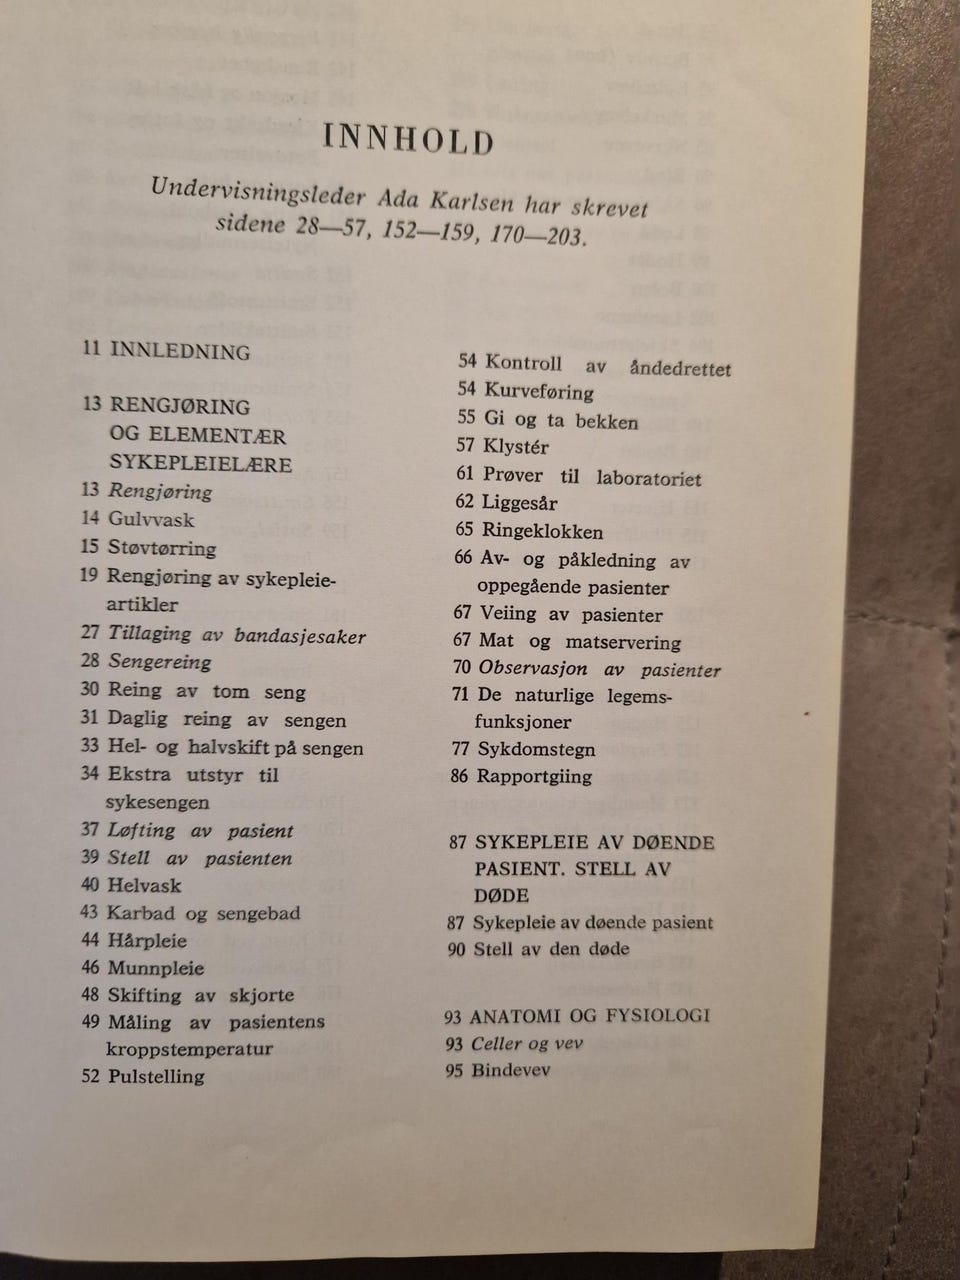 INNHOLD
Undervisningsleder Ada Karlsen har skrevet
sidene 28—57, 152—159, 170—203.
11 INNLEDNING
13 RENGJØRING
OG ELEMENTÆR
SYKEPLEIELÆRE
13 Rengjøring
14 Gulvvask
15 Støvtørring
19 Rengjøring av sykepleie-
artikler
27 Tillaging av bandasjesaker
28 Sengereing
30 Reing av tom seng
31 Daglig reing av sengen
33 Hel- og halvskift på sengen
34 Ekstra utstyr til
sykesengen
37 Løfting av pasient
39 Stell av pasienten
40 Helvask
43 Karbad og sengebad
44 Hårpleie
46 Munnpleie
48 Skifting av skjorte
49 Måling av pasientens
kroppstemperatur
52 Pulstelling
54 Kontroll av åndedrettet
54 Kurveføring
55 Gi og ta bekken
57 Klystér
61 Prøver til laboratoriet
62 Liggesår
65 Ringeklokken
66 Av- og påkledning av
oppegående pasienter
67 Veiing av pasienter
67 Mat og matservering
70 Observasjon av pasienter
71 De naturlige legems-
funksjoner
77 Sykdomstegn
86 Rapportgiing
87 SYKEPLEIE AV DØENDE
PASIENT. STELL AV
DØDE
87 Sykepleie av døende pasient
90 Stell av den døde
93 ANATOMI OG FYSIOLOGI
93 Celler og vev
95 Bindevev